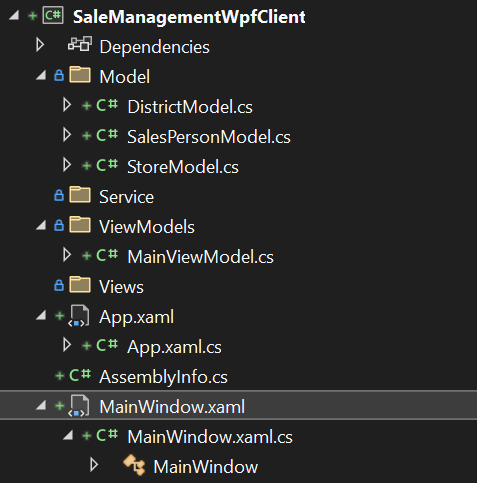 SaleManagementWpfClient
Dependencies
Model
C# DistrictModel.cs
C# SalesPersonModel.cs
C# StoreModel.cs
Service
ViewModels
C# MainViewModel.cs
Views
App.xaml
C# App.xaml.cs
C# AssemblyInfo.cs
MainWindow.xaml
C# MainWindow.xaml.cs
MainWindow